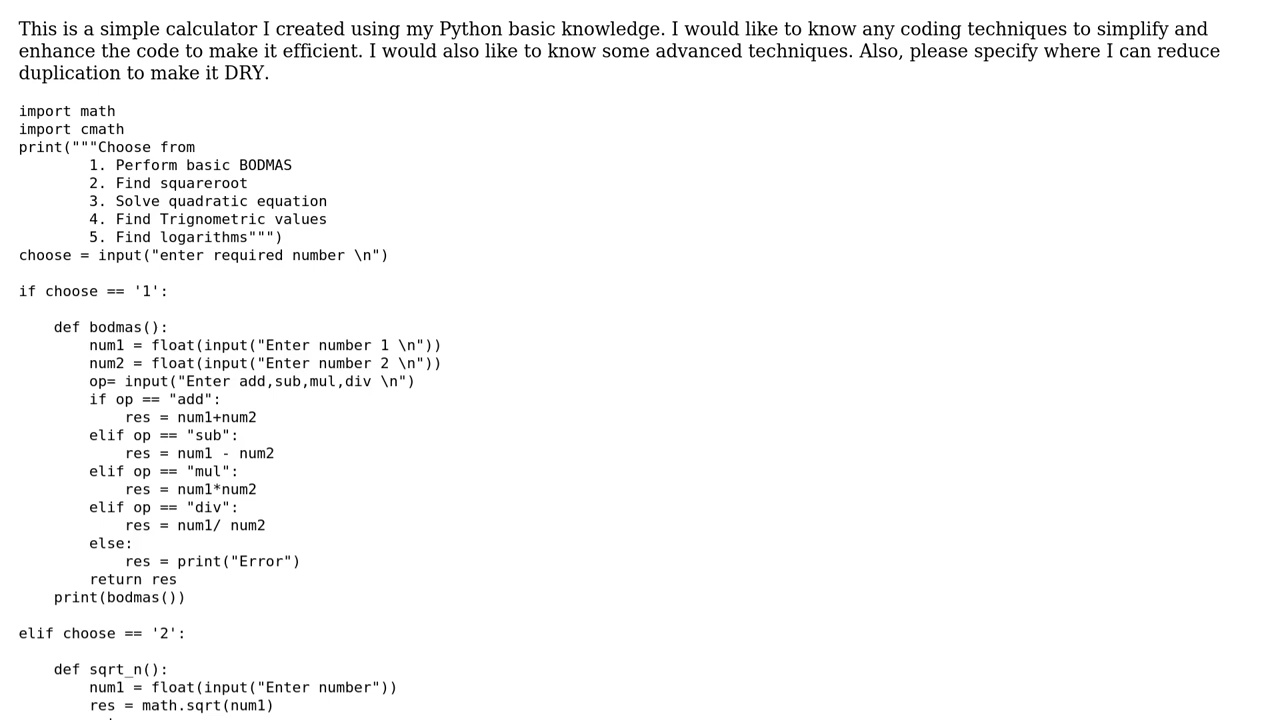 This is a simple calculator I created using my Python basic knowledge. I would like to know any coding techniques to simplify and
enhance the code to make it efficient. I would also like to know some advanced techniques. Also, please specify where I can reduce
duplication to make it DRY.

import math
import cmath
print("""Choose from
        1. Perform basic BODMAS
        2. Find squareroot
        3. Solve quadratic equation
        4. Find Trignometric values
        5. Find logarithms""")
choose = input("enter required number \n")

if choose == '1':

    def bodmas():
        num1 = float(input("Enter number 1 \n"))
        num2 = float(input("Enter number 2 \n"))
        op= input("Enter add,sub,mul,div \n")
        if op == "add":
            res = num1+num2
        elif op == "sub":
            res = num1 - num2
        elif op == "mul":
            res = num1*num2
        elif op == "div":
            res = num1/ num2
        else:
            res = print("Error")
        return res
    print(bodmas())

elif choose == '2':

    def sqrt_n():
        num1 = float(input("Enter number"))
        res = math.sqrt(num1)